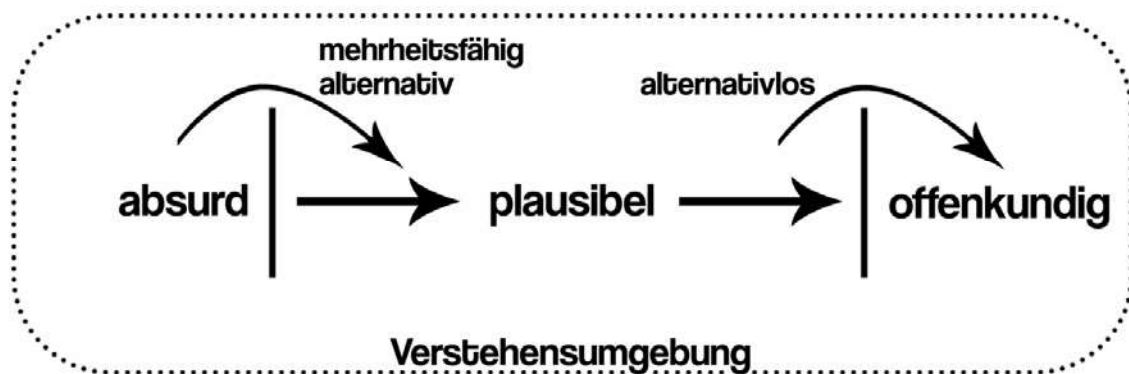 mehrheitsfähig
alternativ
alternativlos
absurd
plausibel
offenkundig
Verstehensumgebung